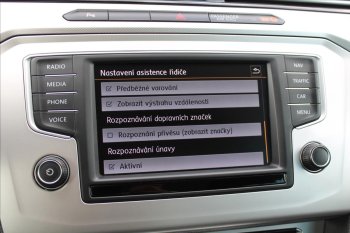 PASSENGER
RADIO
MEDIA
PHONE
VOICE
Nastavení asistence řidiče
Předběžné varování
Zobrazit výstrahu vzdálenosti
Rozpoznávání dopravních značek
Rozpoznání přívěsu (zobrazit značky)
Rozpoznávání únavy
Aktivní
NAV
TRAFFIC
CAR
MENU